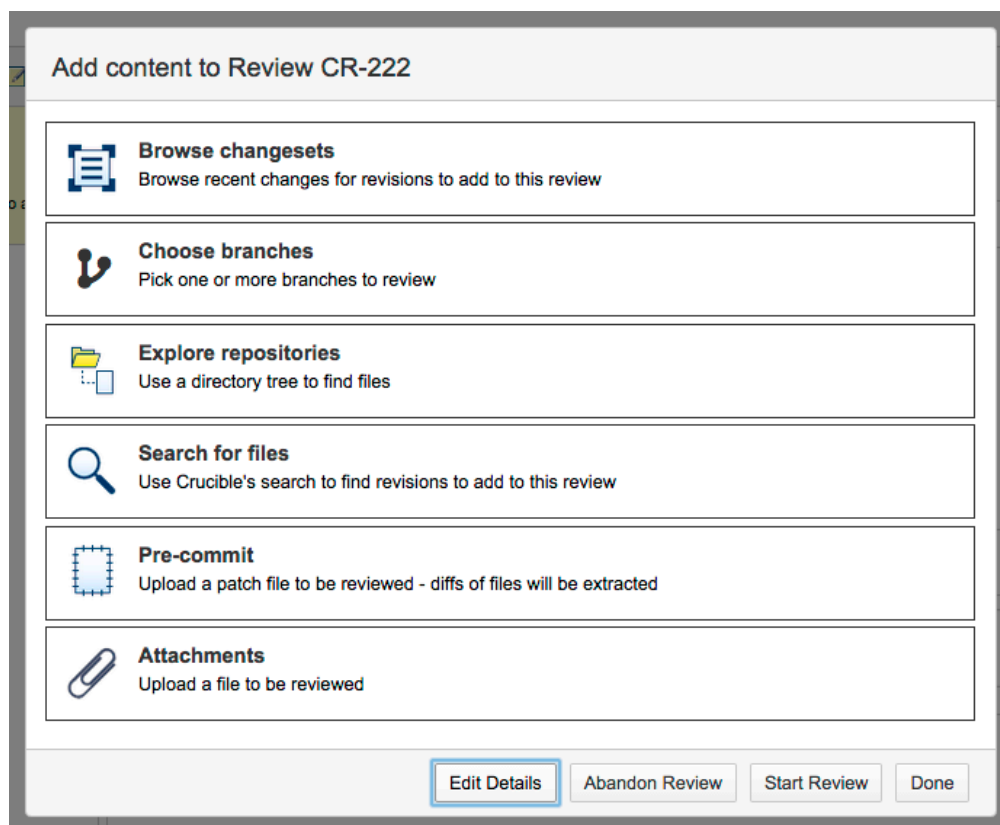 Add content to Review CR-222
Browse changesets
Browse recent changes for revisions to add to this review
Choose branches
Pick one or more branches to review
Explore repositories
Use a directory tree to find files
Search for files
Use Crucible's search to find revisions to add to this review
Pre-commit
Upload a patch file to be reviewed - diffs of files will be extracted
Attachments
Upload a file to be reviewed
Edit Details Abandon Review Start Review Done